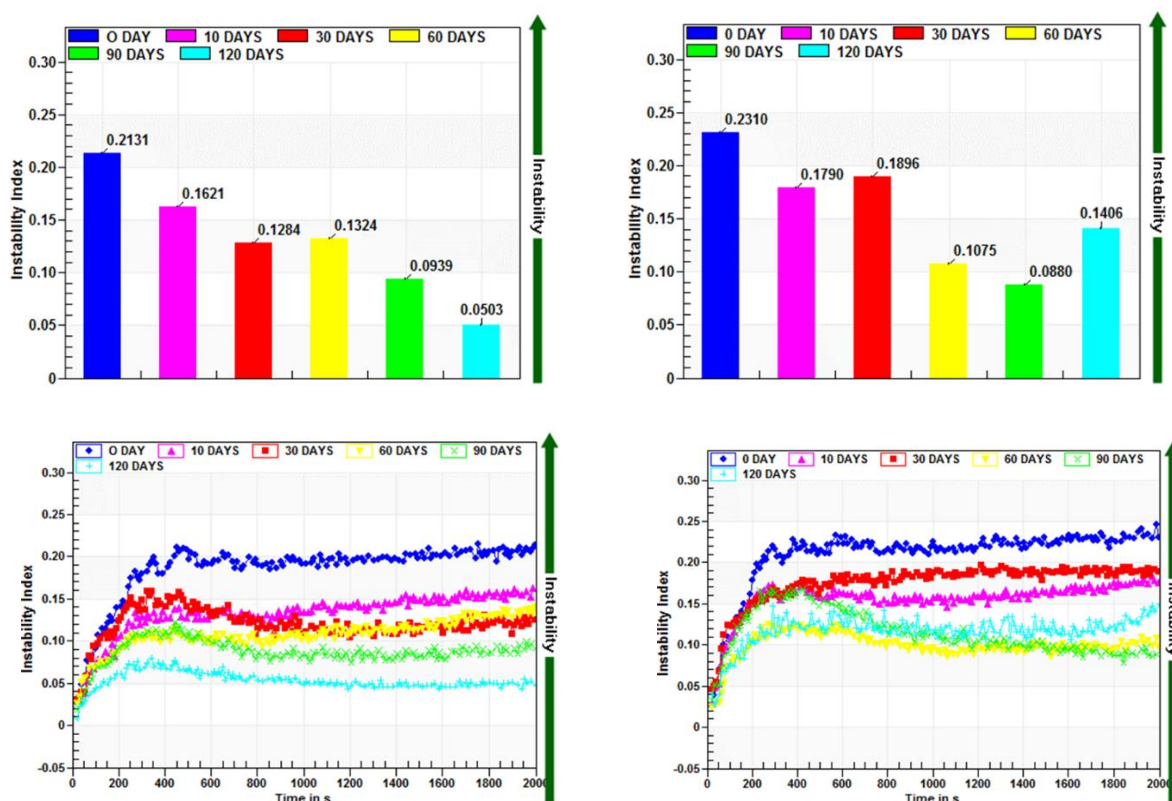 O DAY 10 DAYS 30 DAYS 60 DAYS
90 DAYS 120 DAYS
0.30
0.25
0.20
0.15
0.10
0.05
0
Instability Index
0.2131
0.1621
0.1284
0.1324
0.0939
0.0503
Instability
0 DAY 10 DAYS 30 DAYS 60 DAYS
90 DAYS 120 DAYS
0.30
0.25
0.20
0.15
0.10
0.05
0
Instability Index
0.2310
0.1790
0.1896
0.1075
0.0880
0.1406
Instability
O DAY 10 DAYS 30 DAYS 60 DAYS 90 DAYS
120 DAYS
0.30
0.25
0.20
0.15
0.10
0.05
0
-0.05
Instability Index
0 200 400 600 800 1000 1200 1400 1600 1800 2000
Time in s
Instability
0 DAY 10 DAYS 30 DAYS 60 DAYS 90 DAYS
120 DAYS
0.30
0.25
0.20
0.15
0.10
0.05
0
-0.05
Instability Index
0 200 400 600 800 1000 1200 1400 1600 1800 2000
Time in s